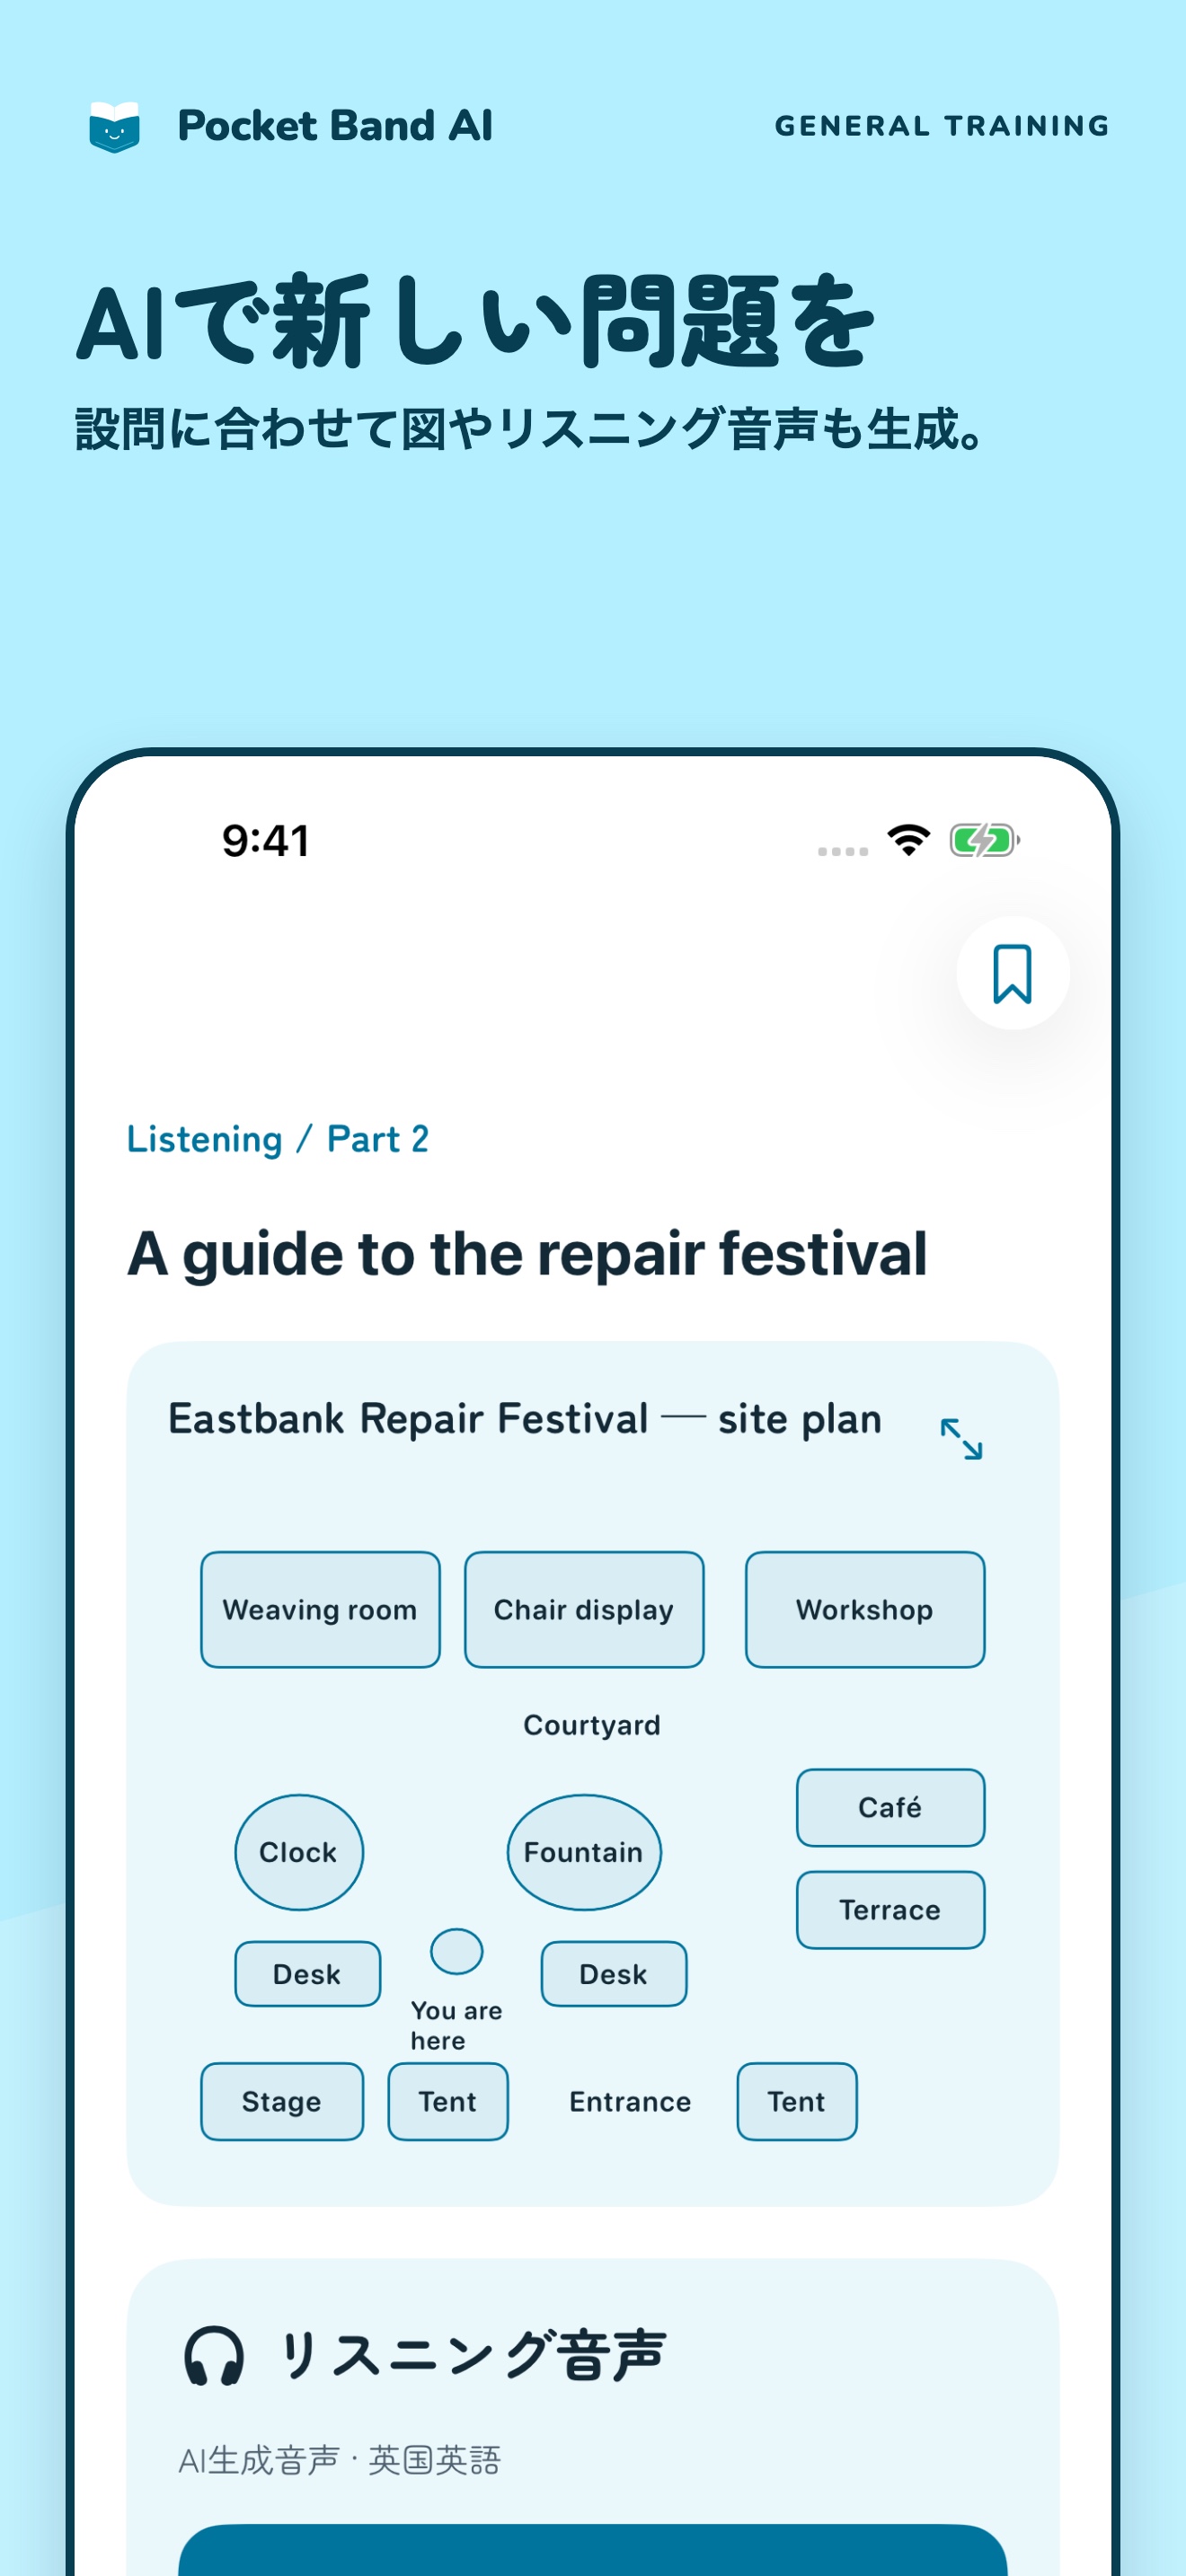 Pocket Band AI
GENERAL TRAINING
AIで新しい問題を
設問に合わせて図やリスニング音声も生成。
9:41
Listening / Part 2
A guide to the repair festival
Eastbank Repair Festival — site plan
Weaving room
Chair display
Workshop
Courtyard
Café
Clock
Fountain
Terrace
Desk
Desk
You are
here
Stage
Tent
Entrance
Tent
リスニング音声
AI生成音声 · 英国英語